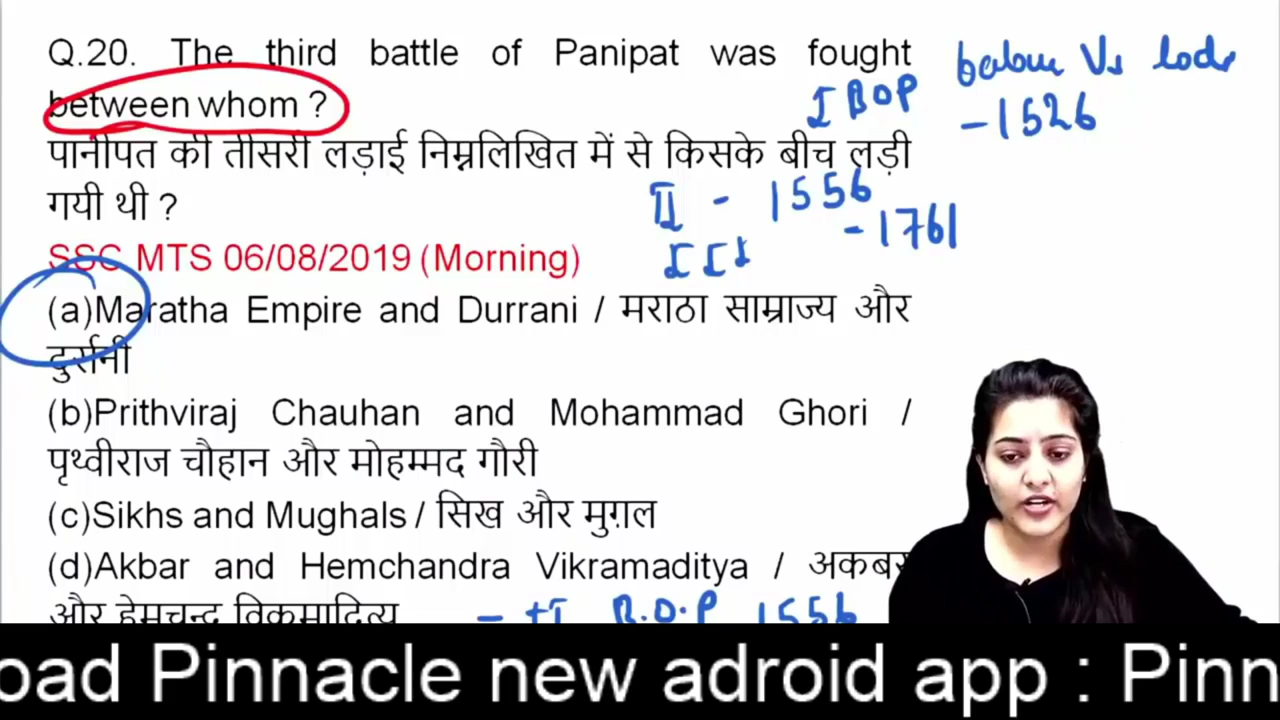 Q.20. The third battle of Panipat was fought
between whom ?
I BOP
Vs
-1526
पानीपत की तीसरी लड़ाई निम्नलिखित में से किसके बीच लड़ी
गयी थी ?
II - 1556
SSC MTS 06/08/2019 (Morning)
III -1761
(a)Maratha Empire and Durrani / मराठा साम्राज्य और
दुर्रानी
(b)Prithviraj Chauhan and Mohammad Ghori /
पृथ्वीराज चौहान और मोहम्मद गौरी
(c)Sikhs and Mughals / सिख और मुग़ल
(d)Akbar and Hemchandra Vikramaditya / अकबर
और हेमचन्द्र विक्रमादित्य
- II B.O.P 1556
oad Pinnacle new adroid app : Pinn